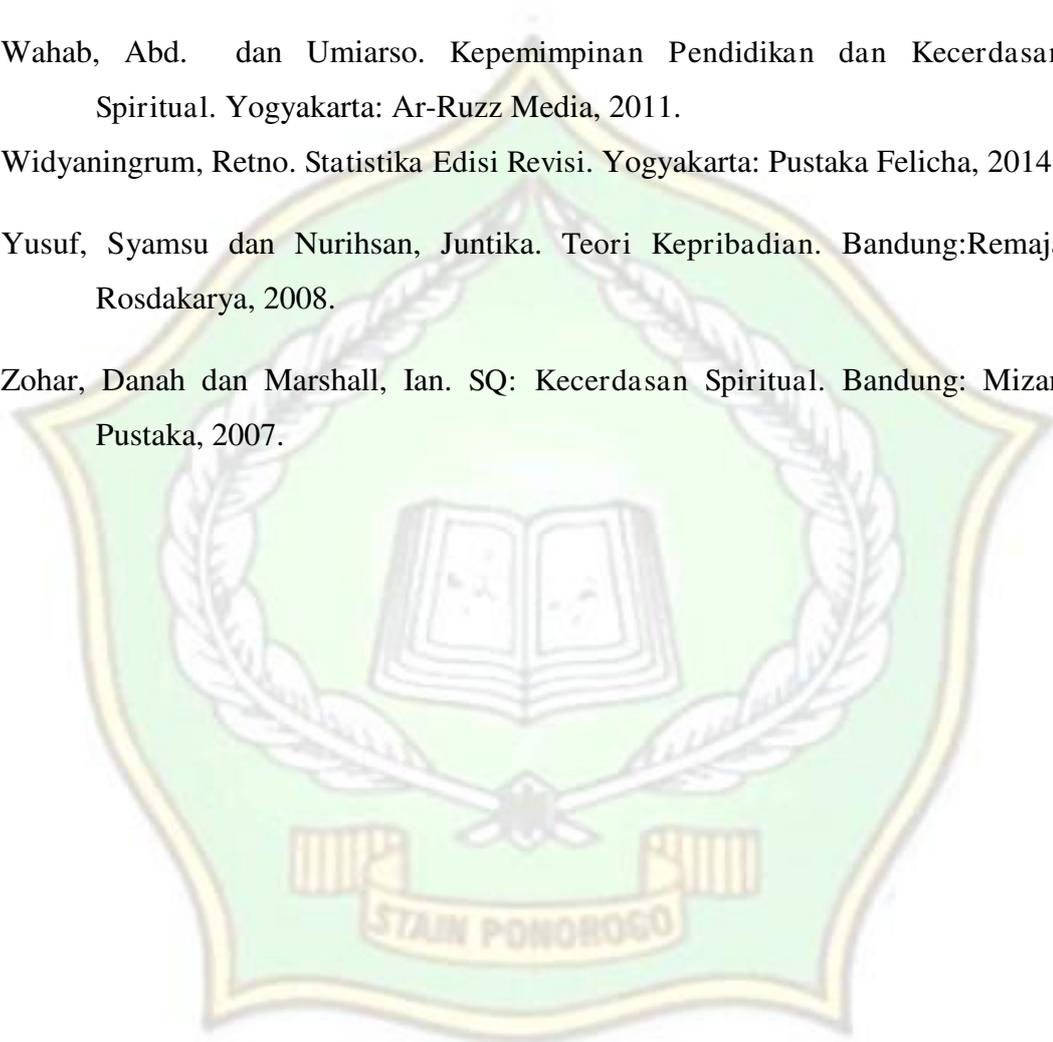 Wahab, Abd. dan Umiarso. Kepemimpinan Pendidikan dan Kecerdasan
Spiritual. Yogyakarta: Ar-Ruzz Media, 2011.
Widyaningrum, Retno. Statistika Edisi Revisi. Yogyakarta: Pustaka Felicha, 2014
Yusuf, Syamsu dan Nurihsan, Juntika. Teori Kepribadian. Bandung:Remaja
Rosdakarya, 2008.
Zohar, Danah dan Marshall, Ian. SQ: Kecerdasan Spiritual. Bandung: Mizan
Pustaka, 2007.
STAIN PONOROGO